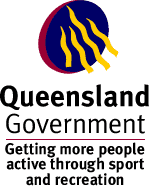 Queensland
Government
Getting more people
active through sport
and recreation